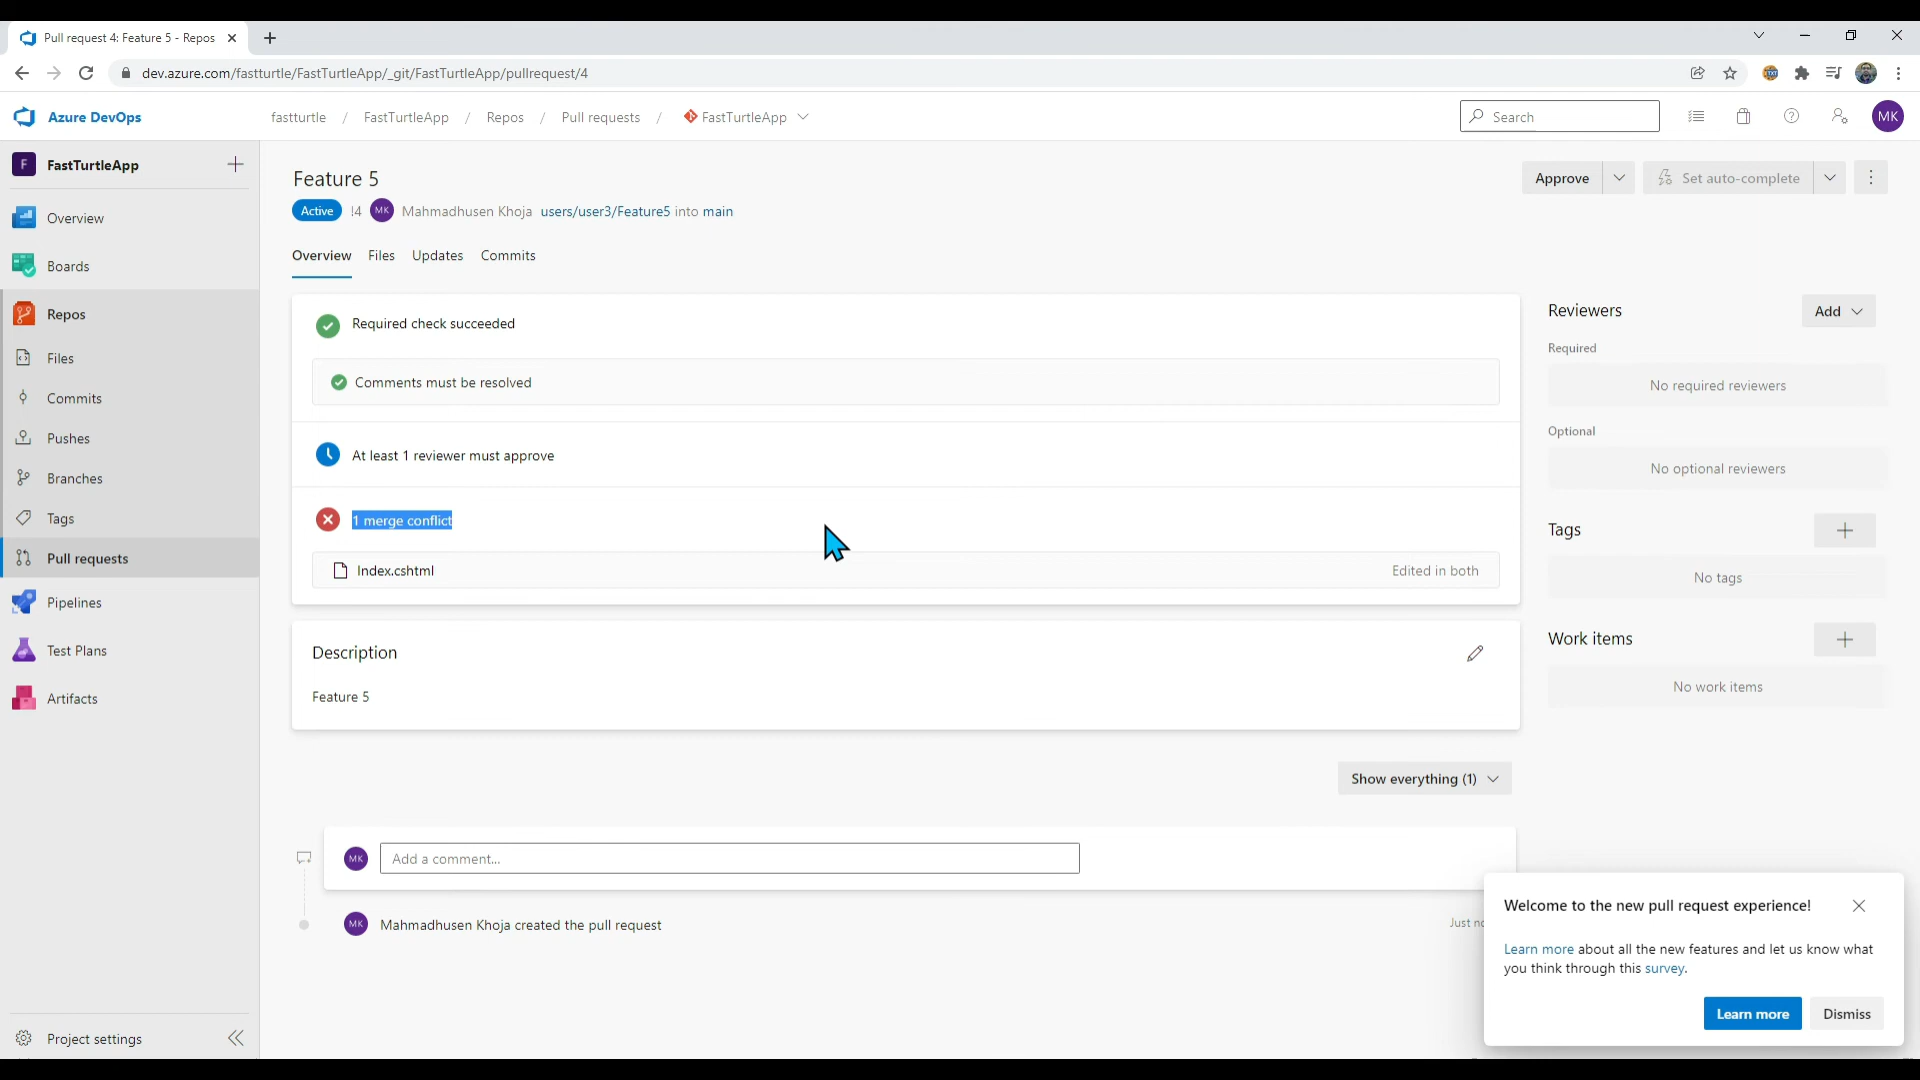 Pull request 4: Feature 5 - Repos
dev.azure.com/fastturtle/FastTurtleApp/_git/FastTurtleApp/pullrequest/4
Azure DevOps
fastturtle / FastTurtleApp / Repos / Pull requests / FastTurtleApp
Search
MK
F FastTurtleApp
Overview
Boards
Repos
Files
Commits
Pushes
Branches
Tags
Pull requests
Pipelines
Test Plans
Artifacts
Project settings
Feature 5
Approve
Set auto-complete
Active !4 MK Mahmadhusen Khoja users/user3/Feature5 into main
Overview Files Updates Commits
Required check succeeded
Comments must be resolved
At least 1 reviewer must approve
1 merge conflict
Index.cshtml Edited in both
Description
Feature 5
Show everything (1)
MK Add a comment...
MK Mahmadhusen Khoja created the pull request
Just
Reviewers
Add
Required
No required reviewers
Optional
No optional reviewers
Tags
No tags
Work items
No work items
Welcome to the new pull request experience!
Learn more about all the new features and let us know what
you think through this survey.
Learn more Dismiss